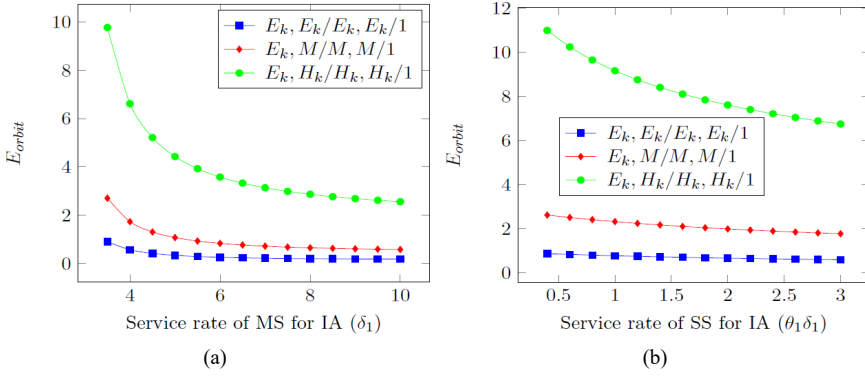 10
8
6
4
2
0
E_orbit
E_k, E_k/E_k, E_k/1
E_k, M/M, M/1
E_k, H_k/H_k, H_k/1
4 6 8 10
Service rate of MS for IA (δ₁)
(a)
12
10
8
6
4
2
0
E_orbit
E_k, E_k/E_k, E_k/1
E_k, M/M, M/1
E_k, H_k/H_k, H_k/1
0.5 1 1.5 2 2.5 3
Service rate of SS for IA (θ₁δ₁)
(b)